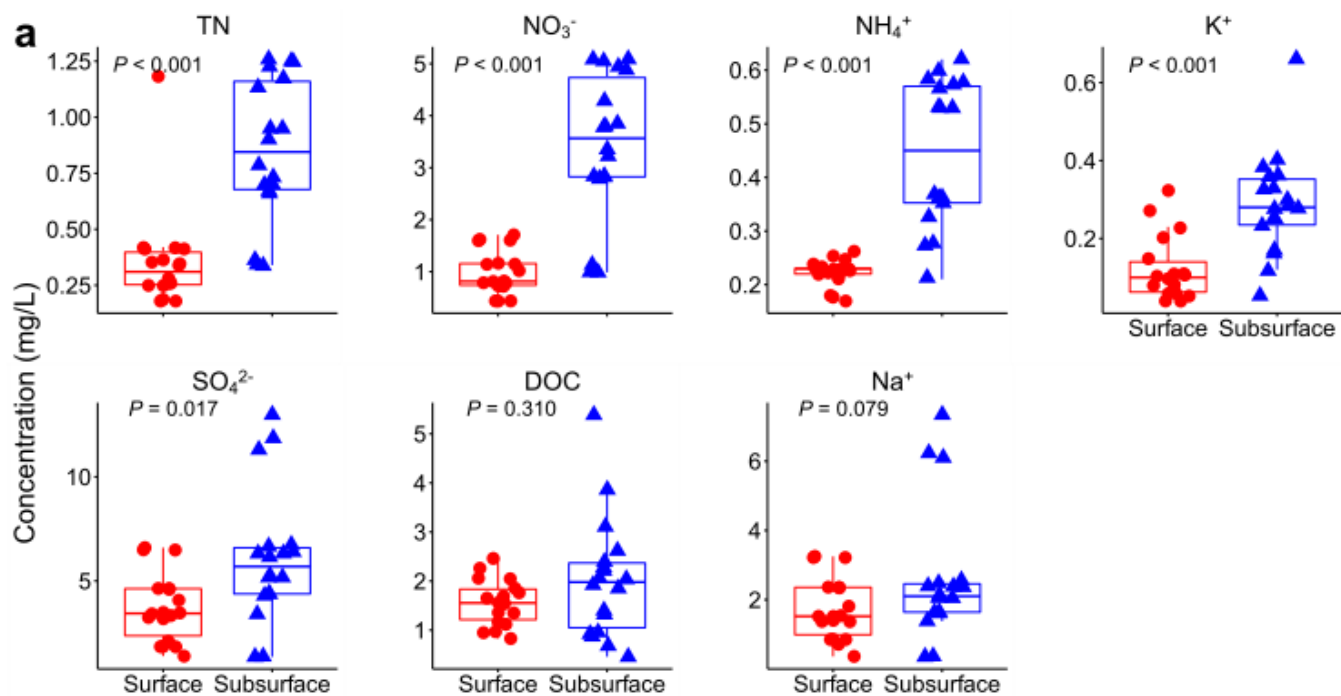 a
TN
NO₃⁻
NH₄⁺
K⁺
P < 0.001
P < 0.001
P < 0.001
P < 0.001
1.25
1.00
0.75
0.50
0.25
5
4
3
2
1
0.6
0.5
0.4
0.3
0.2
0.6
0.4
0.2
Surface Subsurface
Concentration (mg/L)
SO₄²⁻
DOC
Na⁺
P = 0.017
P = 0.310
P = 0.079
10
5
5
4
3
2
1
6
4
2
Surface Subsurface
Surface Subsurface
Surface Subsurface